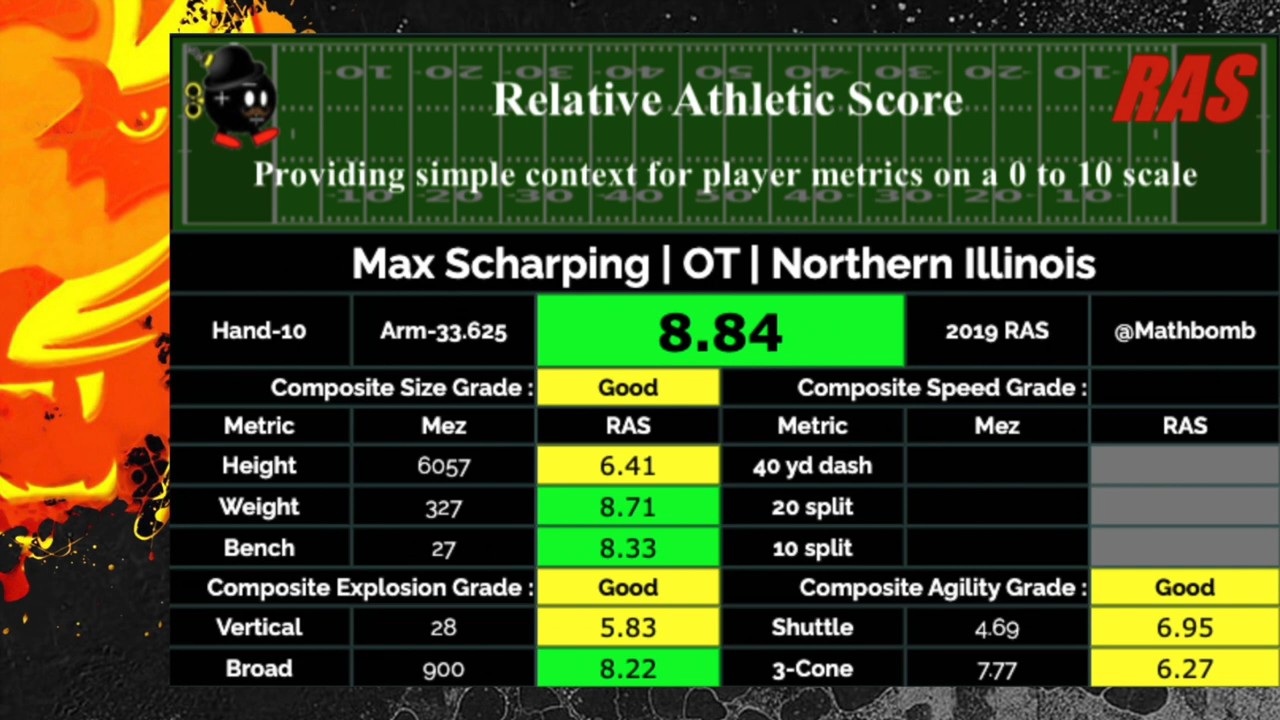 10 20 30 40 50 40 30 20 10
RAS
Relative Athletic Score
Providing simple context for player metrics on a 0 to 10 scale
10 20 30 40 50 40 30 20 10
Max Scharping | OT | Northern Illinois
Hand-10 Arm-33.625 8.84 2019 RAS @Mathbomb
Composite Size Grade : Good Composite Speed Grade :
Metric Mez RAS Metric Mez RAS
Height 6057 6.41 40 yd dash
Weight 327 8.71 20 split
Bench 27 8.33 10 split
Composite Explosion Grade : Good Composite Agility Grade : Good
Vertical 28 5.83 Shuttle 4.69 6.95
Broad 900 8.22 3-Cone 7.77 6.27